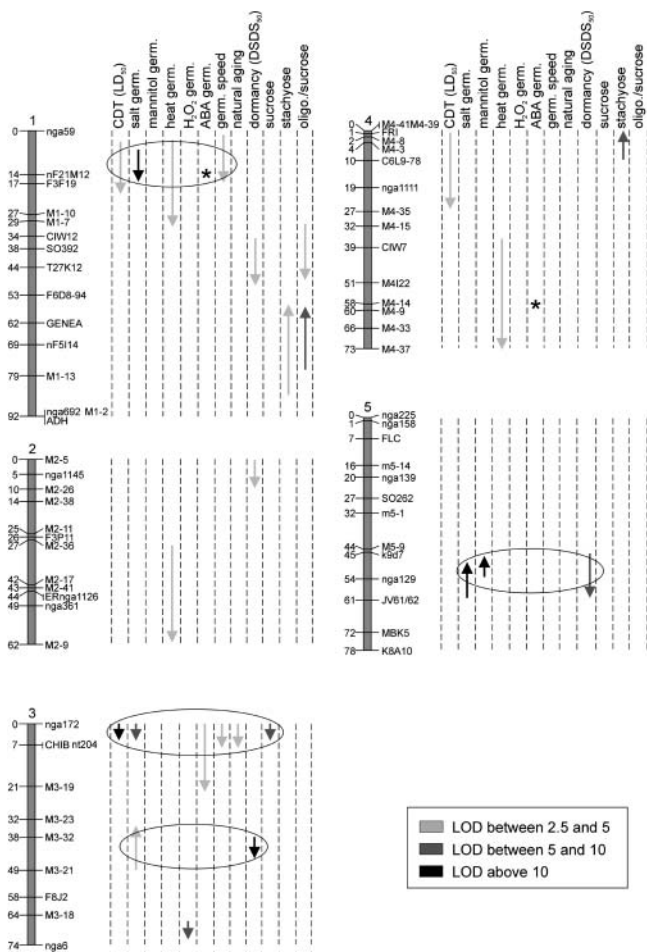 CDT (LD50)
salt germ.
mannitol germ.
heat germ.
H2O2 germ.
ABA germ.
germ. speed
natural aging
dormancy (DSDS50)
sucrose
stachyose
oligo./sucrose
1
0 nga59
14 nF21M12
17 F3F19
27 M1-10
29 M1-7
34 CIW12
38 SO392
44 T27K12
53 F6D8-94
62 GENEA
69 nF5I14
79 M1-13
92 nga692 M1-2
ADH
*
2
0 M2-5
5 nga1145
10 M2-26
14 M2-38
25 M2-11
26 F3P11
27 M2-36
42 M2-17
43 M2-41
44 tERnga1126
49 nga361
62 M2-9
3
0 nga172
7 CHIB nt204
21 M3-19
32 M3-23
38 M3-32
49 M3-21
58 F8J2
64 M3-18
74 nga6
CDT (LD50)
salt germ.
mannitol germ.
heat germ.
H2O2 germ.
ABA germ.
germ. speed
natural aging
dormancy (DSDS50)
sucrose
stachyose
oligo./sucrose
4
0 M4-41M4-39
1 FRI
2 M4-8
4 M4-3
10 C6L9-78
19 nga1111
27 M4-35
32 M4-15
39 CIW7
51 M4I22
58 M4-14
60 M4-9
66 M4-33
73 M4-37
*
5
0 nga225
1 nga158
7 FLC
16 m5-14
20 nga139
27 SO262
32 m5-1
44 M5-9
45 k9d7
54 nga129
61 JV61/62
72 MBK5
78 K8A10
LOD between 2.5 and 5
LOD between 5 and 10
LOD above 10